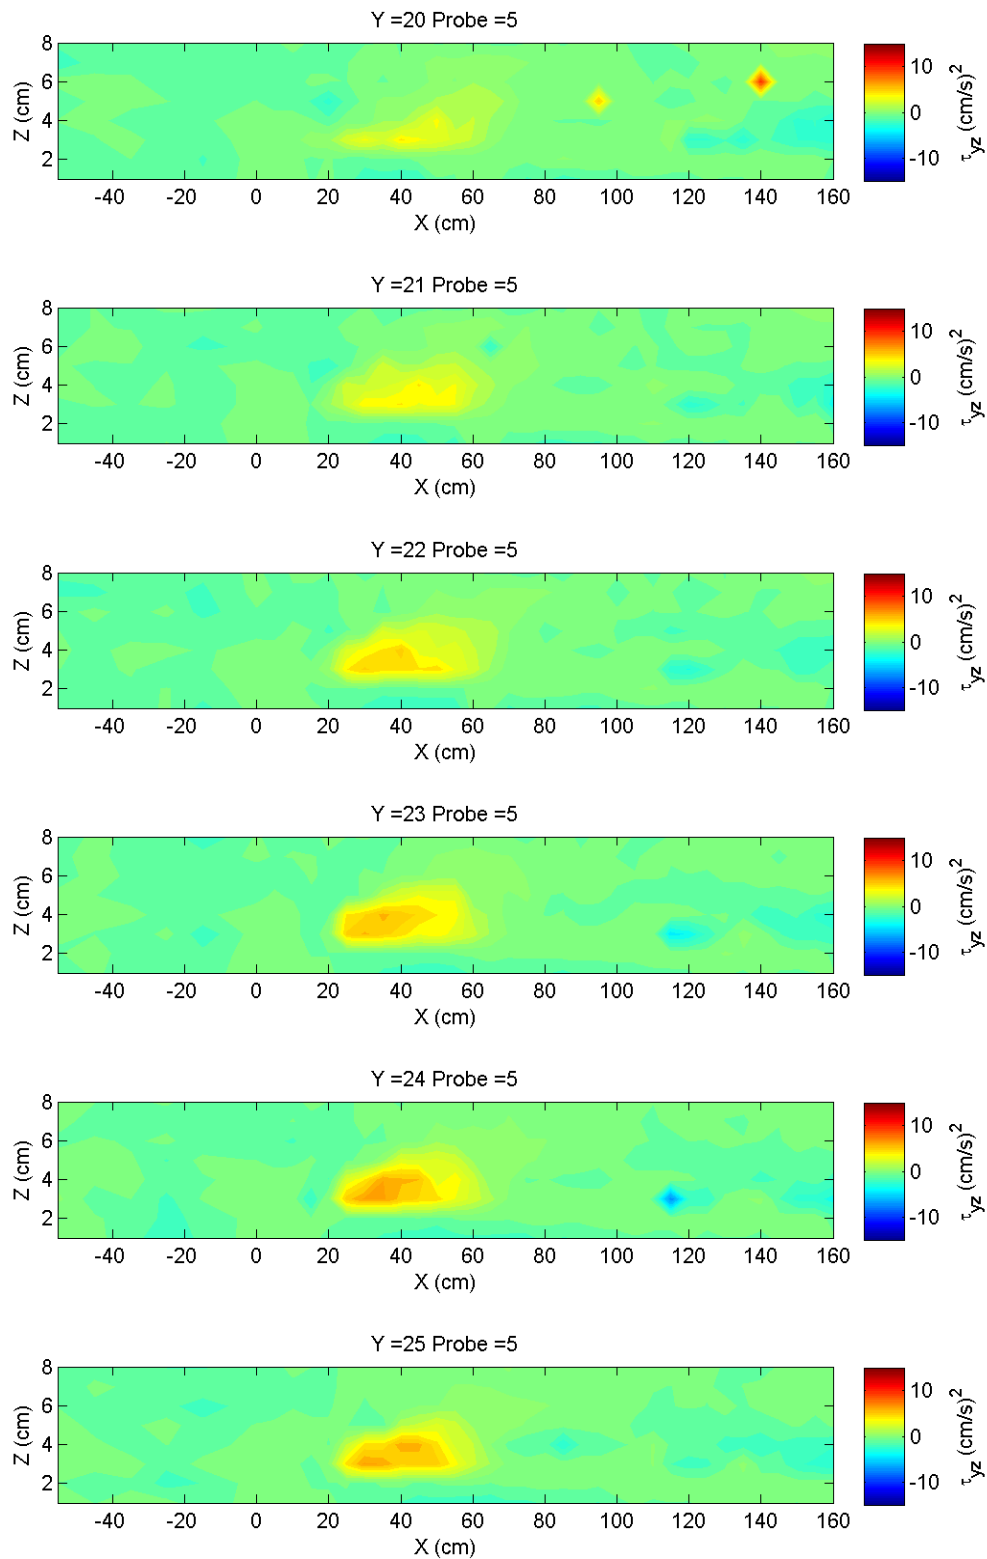 Y =20 Probe =5
8
6
4
2
Z (cm)
-40 -20 0 20 40 60 80 100 120 140 160
X (cm)
10
0
-10
τyz (cm/s)2
Y =21 Probe =5
8
6
4
2
Z (cm)
-40 -20 0 20 40 60 80 100 120 140 160
X (cm)
10
0
-10
τyz (cm/s)2
Y =22 Probe =5
8
6
4
2
Z (cm)
-40 -20 0 20 40 60 80 100 120 140 160
X (cm)
10
0
-10
τyz (cm/s)2
Y =23 Probe =5
8
6
4
2
Z (cm)
-40 -20 0 20 40 60 80 100 120 140 160
X (cm)
10
0
-10
τyz (cm/s)2
Y =24 Probe =5
8
6
4
2
Z (cm)
-40 -20 0 20 40 60 80 100 120 140 160
X (cm)
10
0
-10
τyz (cm/s)2
Y =25 Probe =5
8
6
4
2
Z (cm)
-40 -20 0 20 40 60 80 100 120 140 160
X (cm)
10
0
-10
τyz (cm/s)2